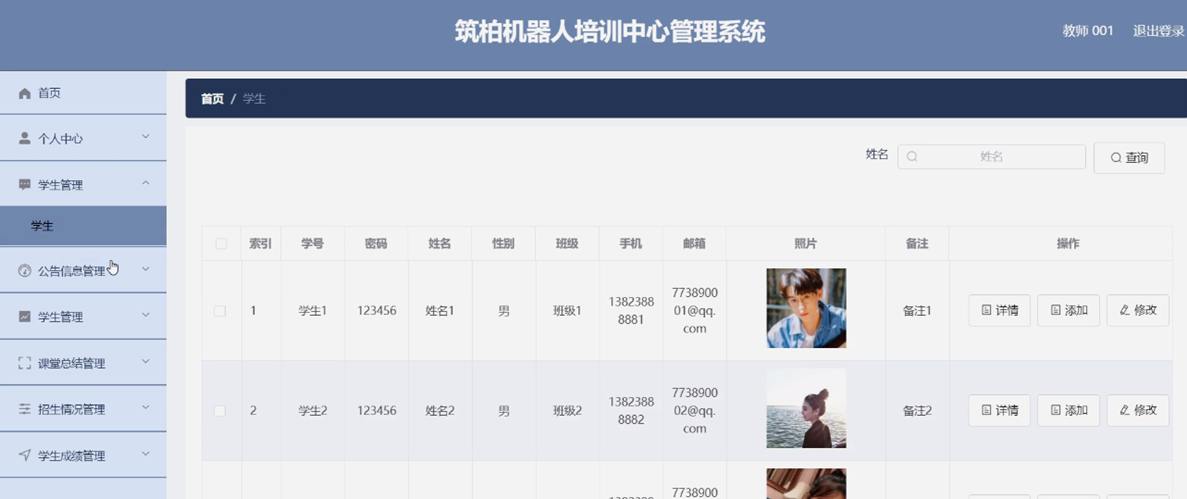 筑柏机器人培训中心管理系统
教师 001 退出登录
首页
个人中心
学生管理
学生
公告信息管理
学生管理
课堂总结管理
招生情况管理
学生成绩管理
首页 / 学生
姓名 姓名 查询
索引 学号 密码 姓名 性别 班级 手机 邮箱 照片 备注 操作
1 学生1 123456 姓名1 男 班级1 13823888881 773890001@qq.com 备注1 详情 添加 修改
2 学生2 123456 姓名2 男 班级2 13823888882 773890002@qq.com 备注2 详情 添加 修改
7738900